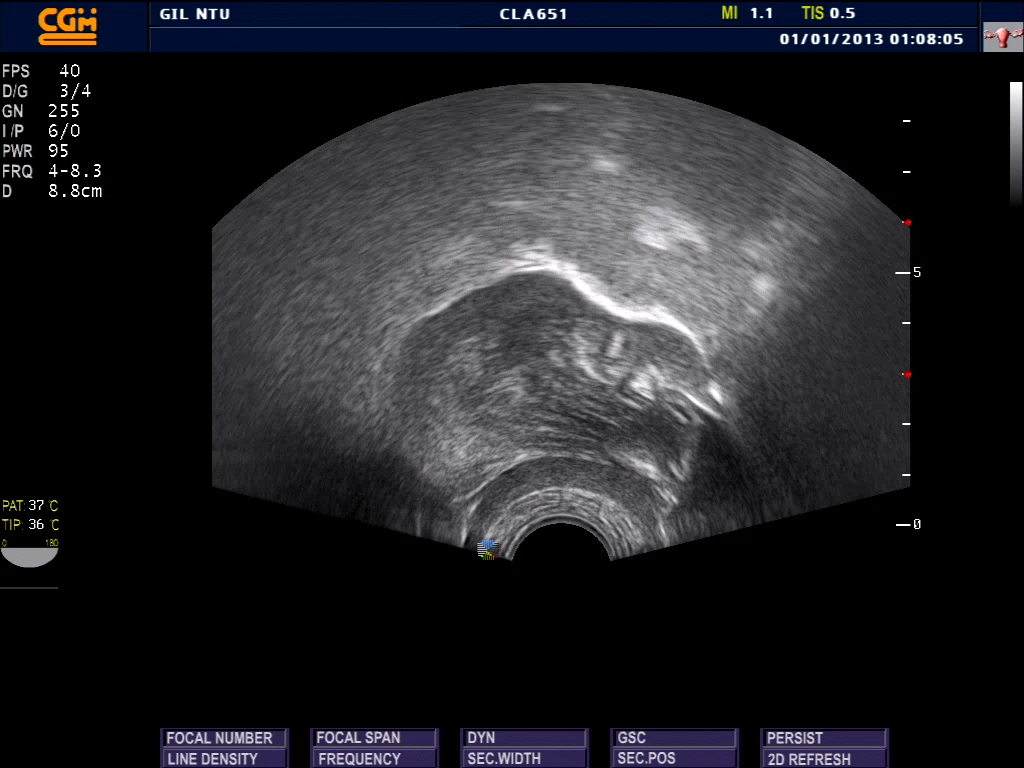 CGM
GIL NTU CLA651 MI 1.1 TIS 0.5
01/01/2013 01:08:05
FPS 40
D/G 3/4
GN 255
I/P 6/0
PWR 95
FRQ 4-8.3
D 8.8cm
5
PAT: 37 °C
TIP: 36 °C
0 180
0
FOCAL NUMBER FOCAL SPAN DYN GSC PERSIST
LINE DENSITY FREQUENCY SEC.WIDTH SEC.POS 2D REFRESH